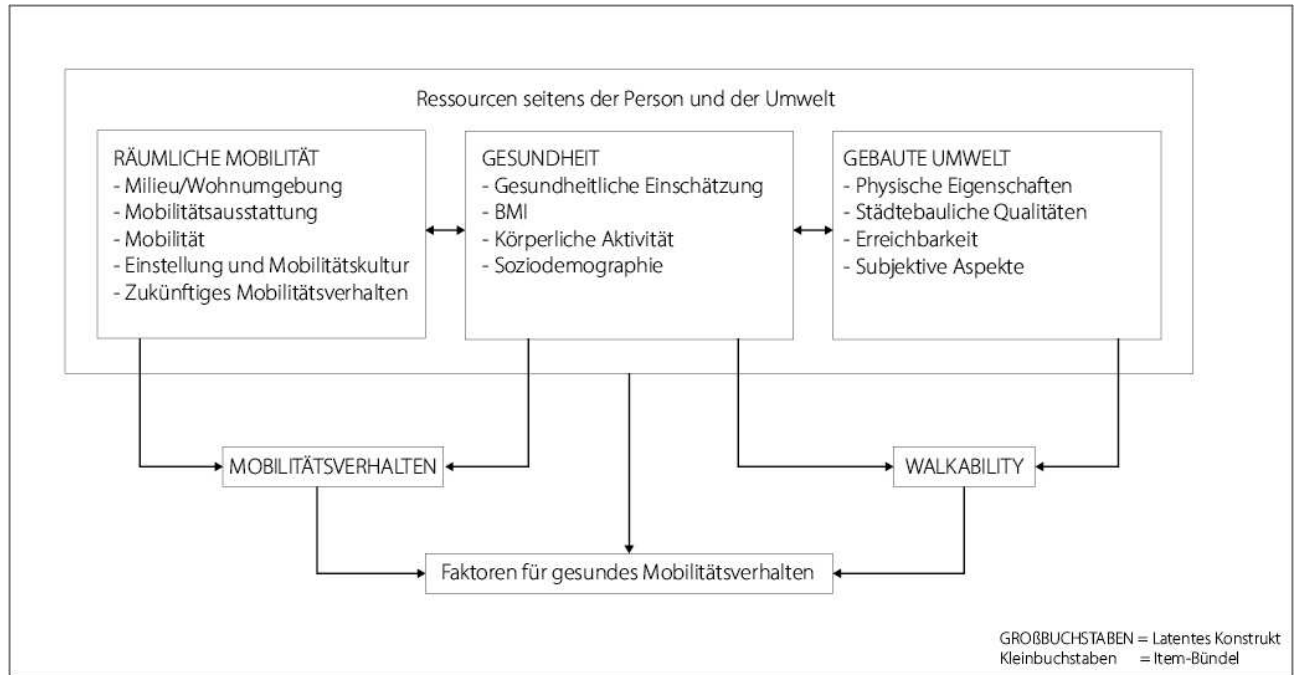 Ressourcen seitens der Person und der Umwelt
RÄUMLICHE MOBILITÄT
- Milieu/Wohnumgebung
- Mobilitätsausstattung
- Mobilität
- Einstellung und Mobilitätskultur
- Zukünftiges Mobilitätsverhalten
GESUNDHEIT
- Gesundheitliche Einschätzung
- BMI
- Körperliche Aktivität
- Soziodemographie
GEBAUTE UMWELT
- Physische Eigenschaften
- Städtebauliche Qualitäten
- Erreichbarkeit
- Subjektive Aspekte
MOBILITÄTSVERHALTEN
WALKABILITY
Faktoren für gesundes Mobilitätsverhalten
GROßBUCHSTABEN = Latentes Konstrukt
Kleinbuchstaben = Item-Bündel